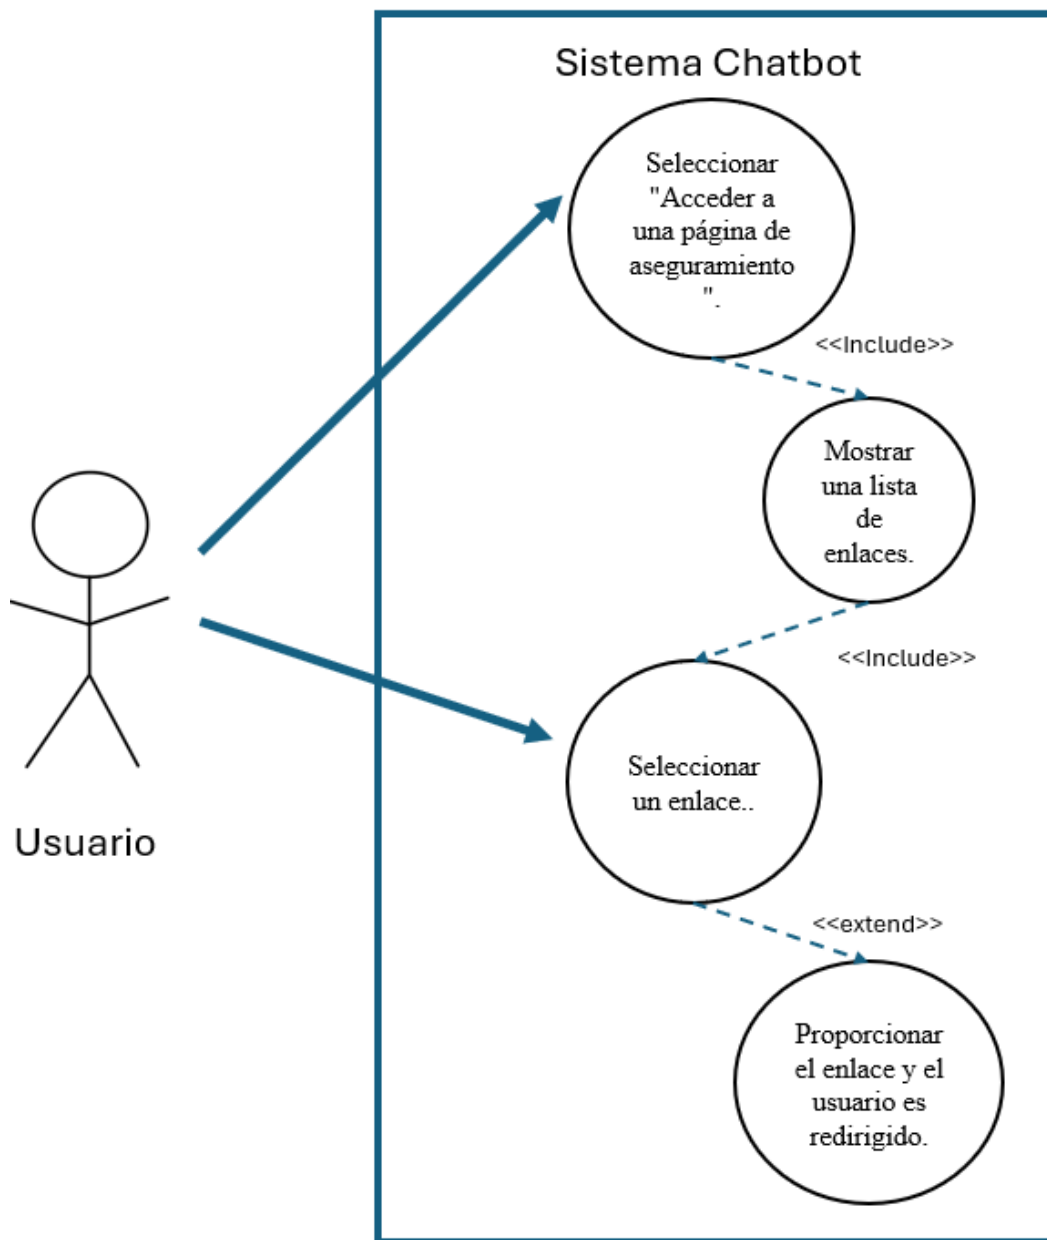 Sistema Chatbot
Seleccionar
"Acceder a
una página de
aseguramiento
".
<<Include>>
Mostrar
una lista
de
enlaces.
<<Include>>
Seleccionar
un enlace..
Usuario
<<extend>>
Proporcionar
el enlace y el
usuario es
redirigido.